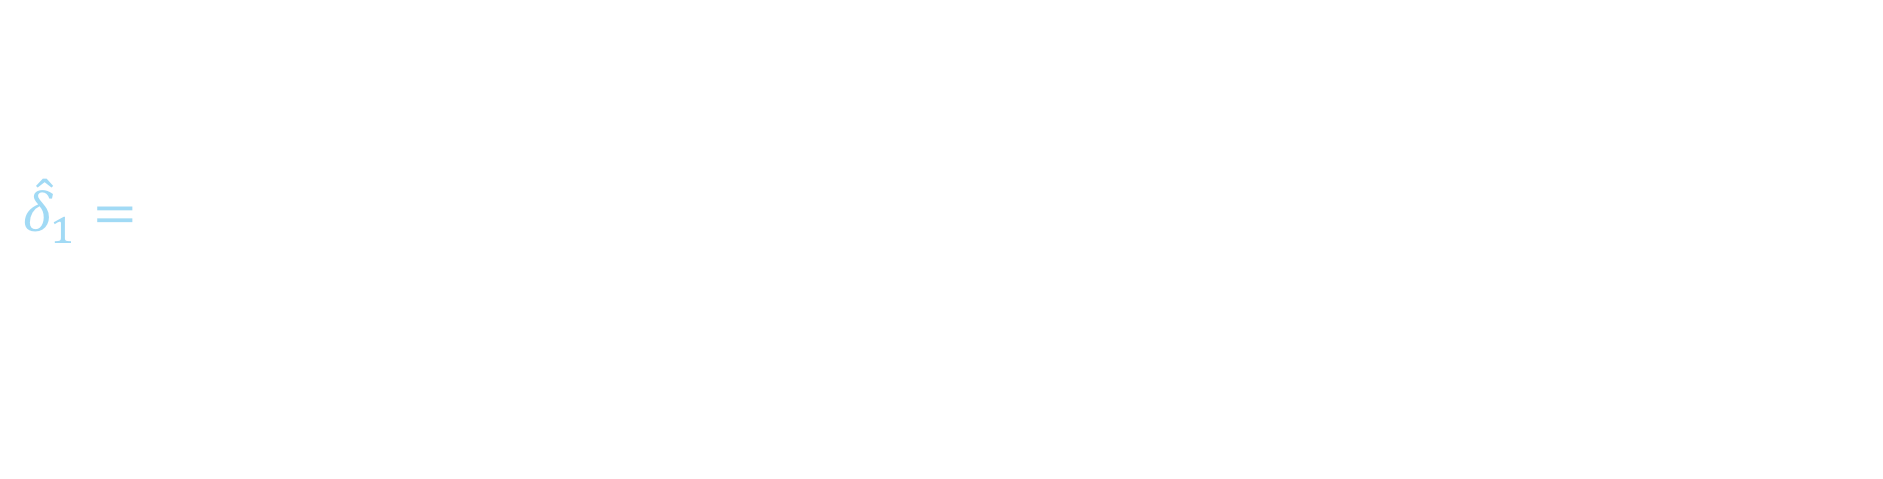 δ̂₁ =